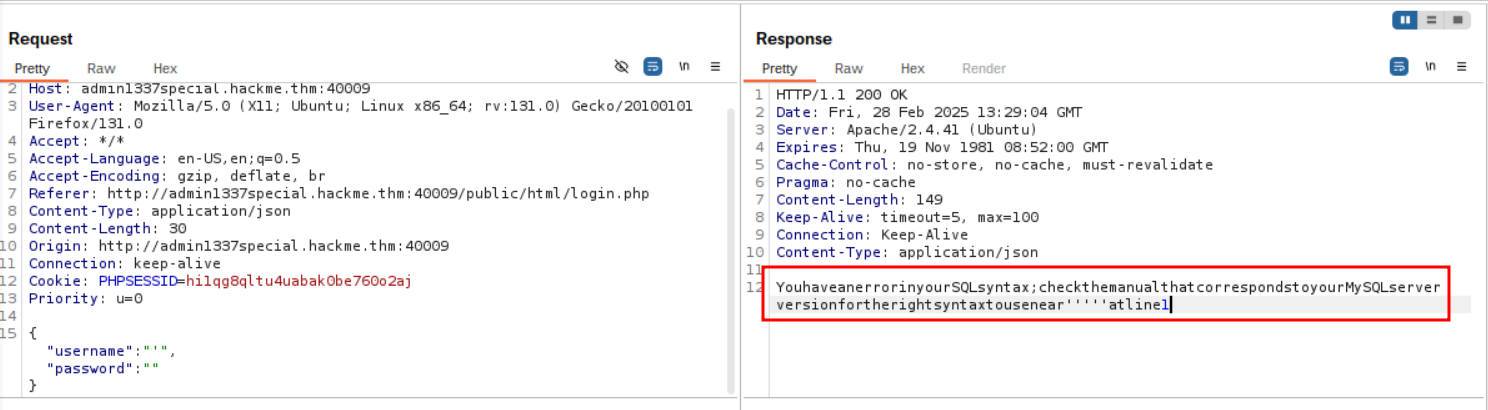 Request
Response
Pretty Raw Hex \n
Pretty Raw Hex Render \n
2 Host: admin1337special.hackme.thm:40009
3 User-Agent: Mozilla/5.0 (X11; Ubuntu; Linux x86_64; rv:131.0) Gecko/20100101
Firefox/131.0
4 Accept: */*
5 Accept-Language: en-US,en;q=0.5
6 Accept-Encoding: gzip, deflate, br
7 Referer: http://admin1337special.hackme.thm:40009/public/html/login.php
8 Content-Type: application/json
9 Content-Length: 30
10 Origin: http://admin1337special.hackme.thm:40009
11 Connection: keep-alive
12 Cookie: PHPSESSID=hi1qg8qltu4uabak0be760o2aj
13 Priority: u=0
14
15 {
"username":"'",
"password":""
}
1 HTTP/1.1 200 OK
2 Date: Fri, 28 Feb 2025 13:29:04 GMT
3 Server: Apache/2.4.41 (Ubuntu)
4 Expires: Thu, 19 Nov 1981 08:52:00 GMT
5 Cache-Control: no-store, no-cache, must-revalidate
6 Pragma: no-cache
7 Content-Length: 149
8 Keep-Alive: timeout=5, max=100
9 Connection: Keep-Alive
10 Content-Type: application/json
11
12 YouhaveanerrorinyourSQLsyntax;checkthemanualthatcorrespondstoyourMySQLserver
versionfortherightsyntaxtousenear'''''atline1